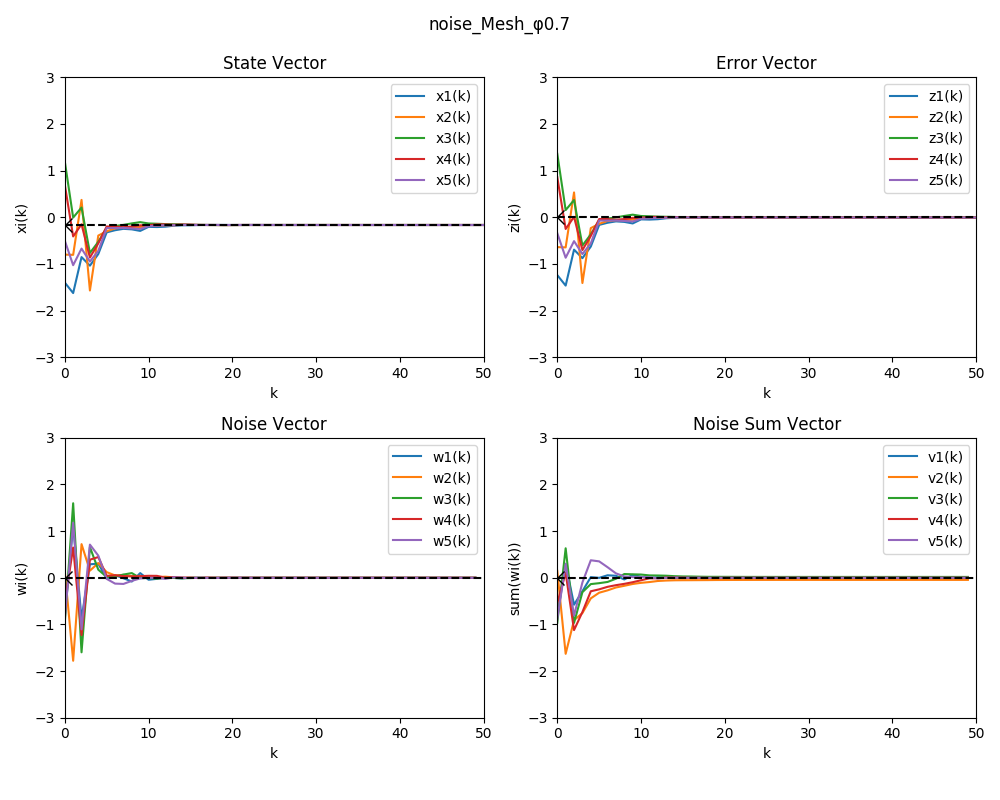 noise_Mesh_φ0.7
State Vector
3
2
1
0
−1
−2
−3
xi(k)
0
10
20
30
40
50
k
x1(k)
x2(k)
x3(k)
x4(k)
x5(k)
Error Vector
3
2
1
0
−1
−2
−3
zi(k)
0
10
20
30
40
50
k
z1(k)
z2(k)
z3(k)
z4(k)
z5(k)
Noise Vector
3
2
1
0
−1
−2
−3
wi(k)
0
10
20
30
40
50
k
w1(k)
w2(k)
w3(k)
w4(k)
w5(k)
Noise Sum Vector
3
2
1
0
−1
−2
−3
sum(wi(k))
0
10
20
30
40
50
k
v1(k)
v2(k)
v3(k)
v4(k)
v5(k)